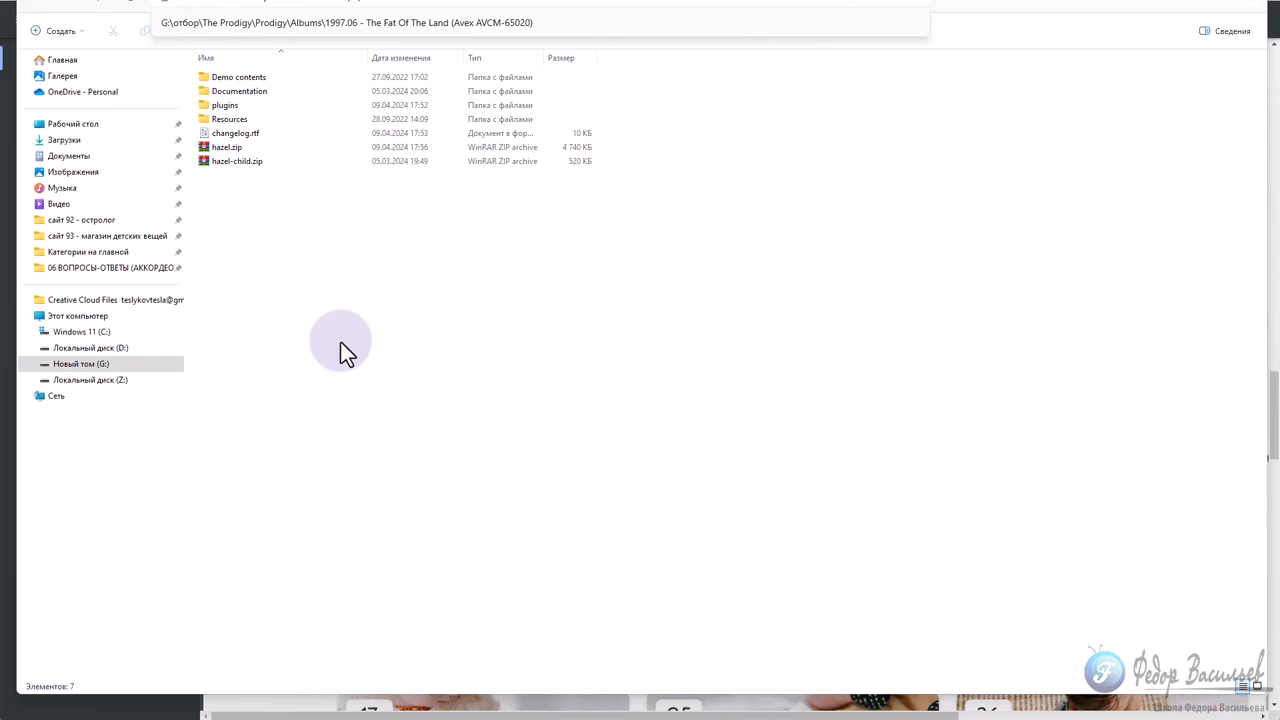 G:\отбор\The Prodigy\Prodigy\Albums\1997.06 - The Fat Of The Land (Avex AVCM-65020)
Создать
Сведения
Имя Дата изменения Тип Размер
Главная
Галерея
OneDrive - Personal
Рабочий стол
Загрузки
Документы
Изображения
Музыка
Видео
сайт 92 - остролог
сайт 93 - магазин детских вещей
Категории на главной
06 ВОПРОСЫ-ОТВЕТЫ (АККОРДЕО
Creative Cloud Files teslykovtesla@gm
Этот компьютер
Windows 11 (C:)
Локальный диск (D:)
Новый том (G:)
Локальный диск (Z:)
Сеть
Demo contents 27.09.2022 17:02 Папка с файлами
Documentation 05.03.2024 20:06 Папка с файлами
plugins 09.04.2024 17:52 Папка с файлами
Resources 28.09.2022 14:09 Папка с файлами
changelog.rtf 09.04.2024 17:53 Документ в фор... 10 КБ
hazel.zip 09.04.2024 17:56 WinRAR ZIP archive 4 740 КБ
hazel-child.zip 05.03.2024 19:49 WinRAR ZIP archive 520 КБ
Элементов: 7
Федор Васильев
Школа Федора Васильева